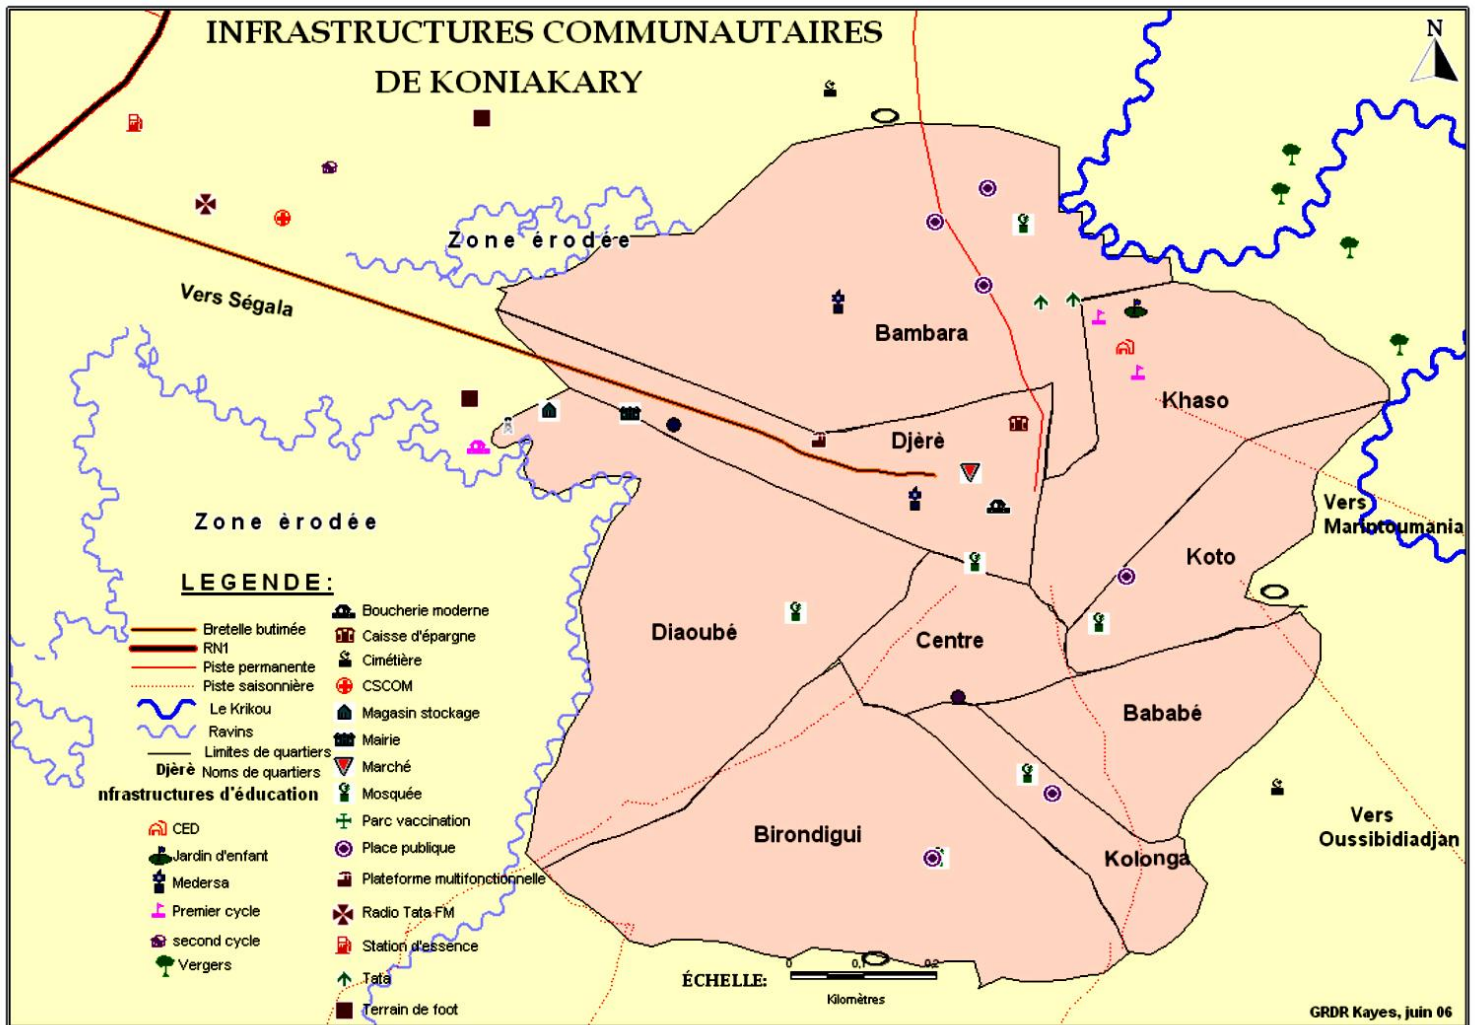 INFRASTRUCTURES COMMUNAUTAIRES
DE KONIAKARY
N
Zone érodée
Vers Ségala
Bambara
Khaso
Djèrè
Zone èrodée
Vers
Marintoumania
Koto
Diaoubé
Centre
Bababé
Birondigui
Kolonga
Vers
Oussibidiadjan
LEGENDE:
Bretelle butimée
RN1
Piste permanente
Piste saisonnière
Le Krikou
Ravins
Limites de quartiers
Djèrè Noms de quartiers
nfrastructures d'éducation
CED
Jardin d'enfant
Medersa
Premier cycle
second cycle
Vergers
Boucherie moderne
Caisse d'épargne
Cimétière
CSCOM
Magasin stockage
Mairie
Marché
Mosquée
Parc vaccination
Place publique
Plateforme multifonctionnelle
Radio Tata FM
Station d'essence
Tata
Terrain de foot
ÉCHELLE:
0 0,1 0,2
Kilomètres
GRDR Kayes, juin 06